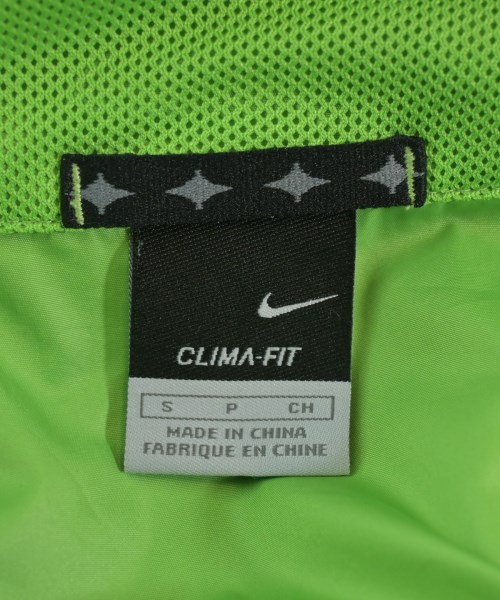 CLIMA-FIT
S P CH
MADE IN CHINA
FABRIQUE EN CHINE